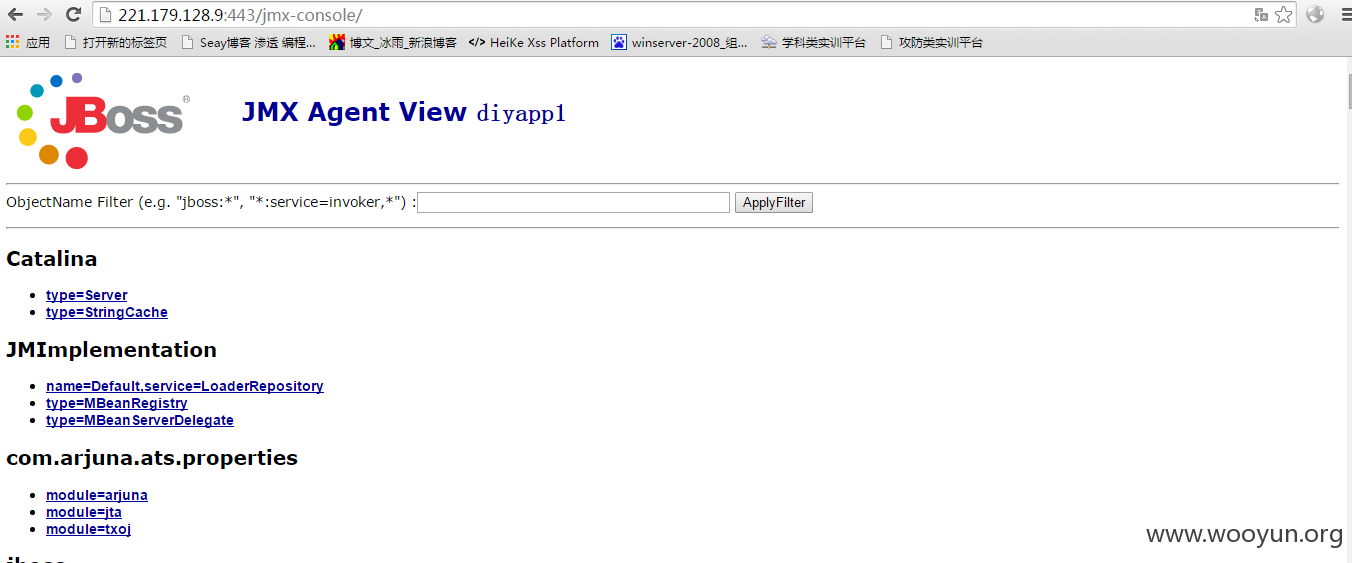 221.179.128.9:443/jmx-console/
应用 打开新的标签页 Seay博客 渗透 编程... 博文_冰雨_新浪博客 HeiKe Xss Platform winserver-2008_组... 学科类实训平台 攻防类实训平台
JBoss® JMX Agent View diyapp1
ObjectName Filter (e.g. "jboss:*", "*:service=invoker,*") : ApplyFilter
Catalina
type=Server
type=StringCache
JMImplementation
name=Default,service=LoaderRepository
type=MBeanRegistry
type=MBeanServerDelegate
com.arjuna.ats.properties
module=arjuna
module=jta
module=txoj
www.wooyun.org